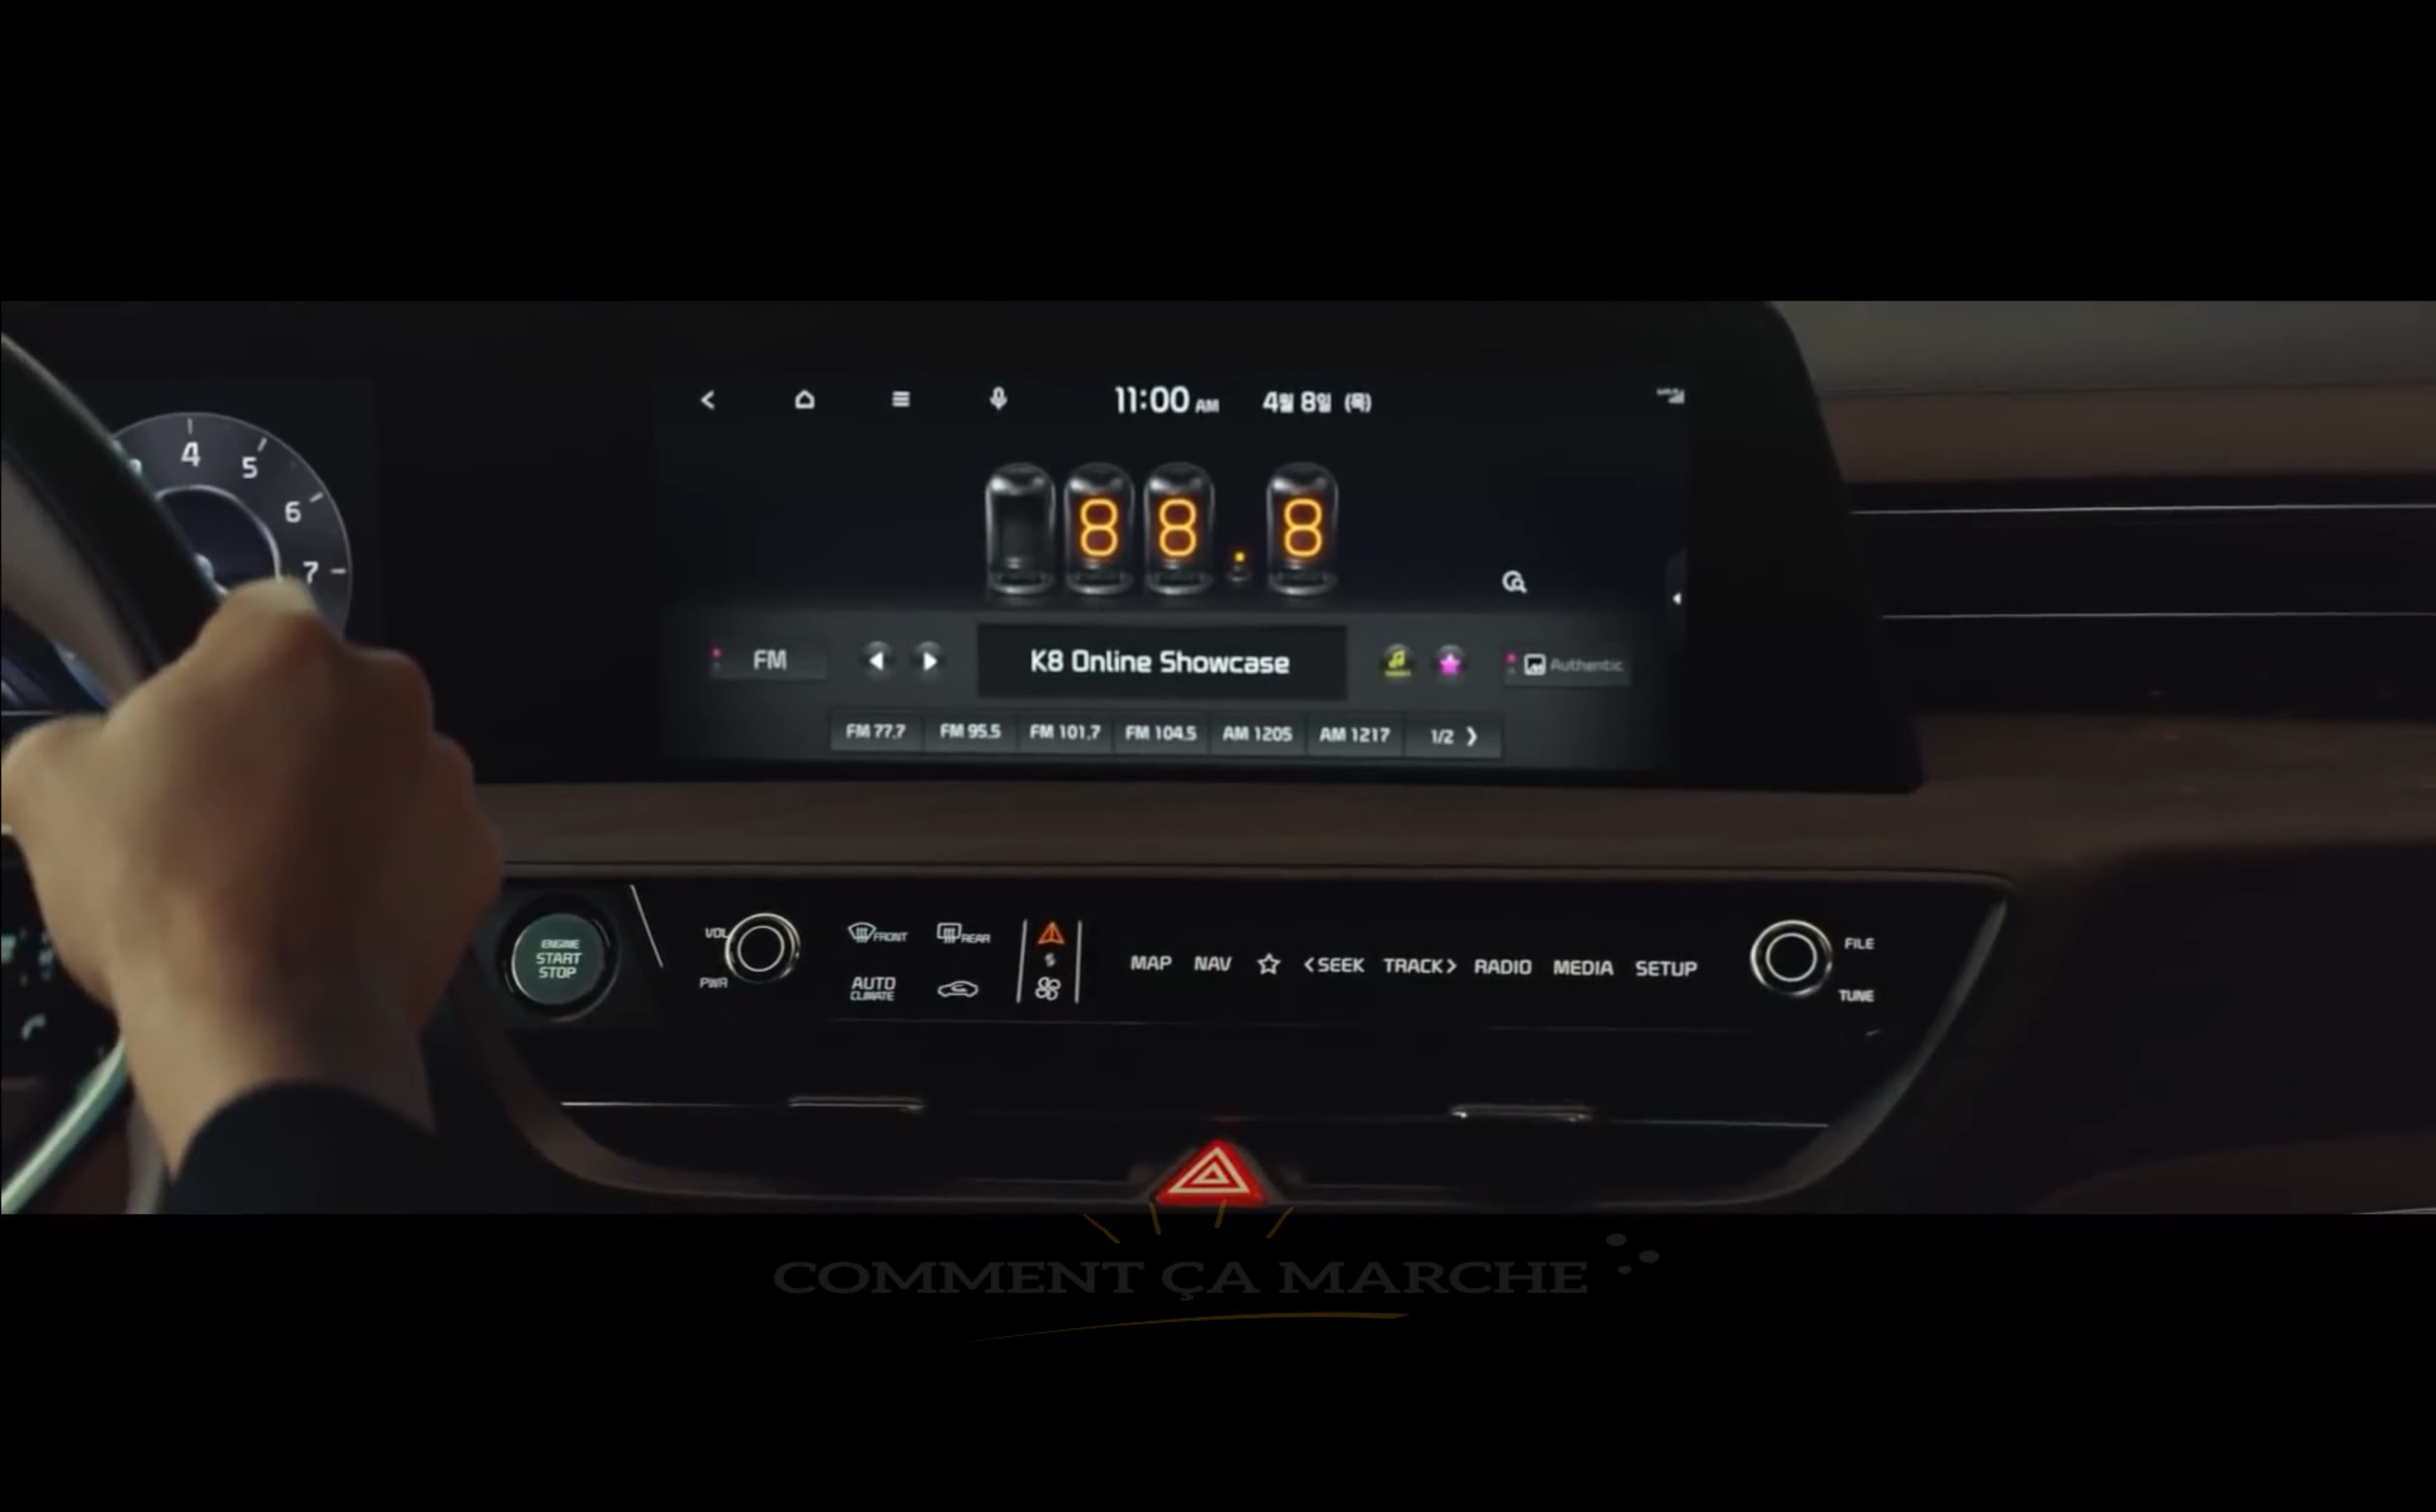 11:00 AM 4월 8일 (목)
4
5
6
7
88.8
FM
K8 Online Showcase
Authentic
FM 77.7 FM 95.5 FM 101.7 FM 104.5 AM 1205 AM 1217 1/2 >
ENGINE
START
STOP
VOL
PWR
FRONT
REAR
AUTO
CLIMATE
MAP NAV ☆ <SEEK TRACK> RADIO MEDIA SETUP
FILE
TUNE
COMMENT ÇA MARCHE